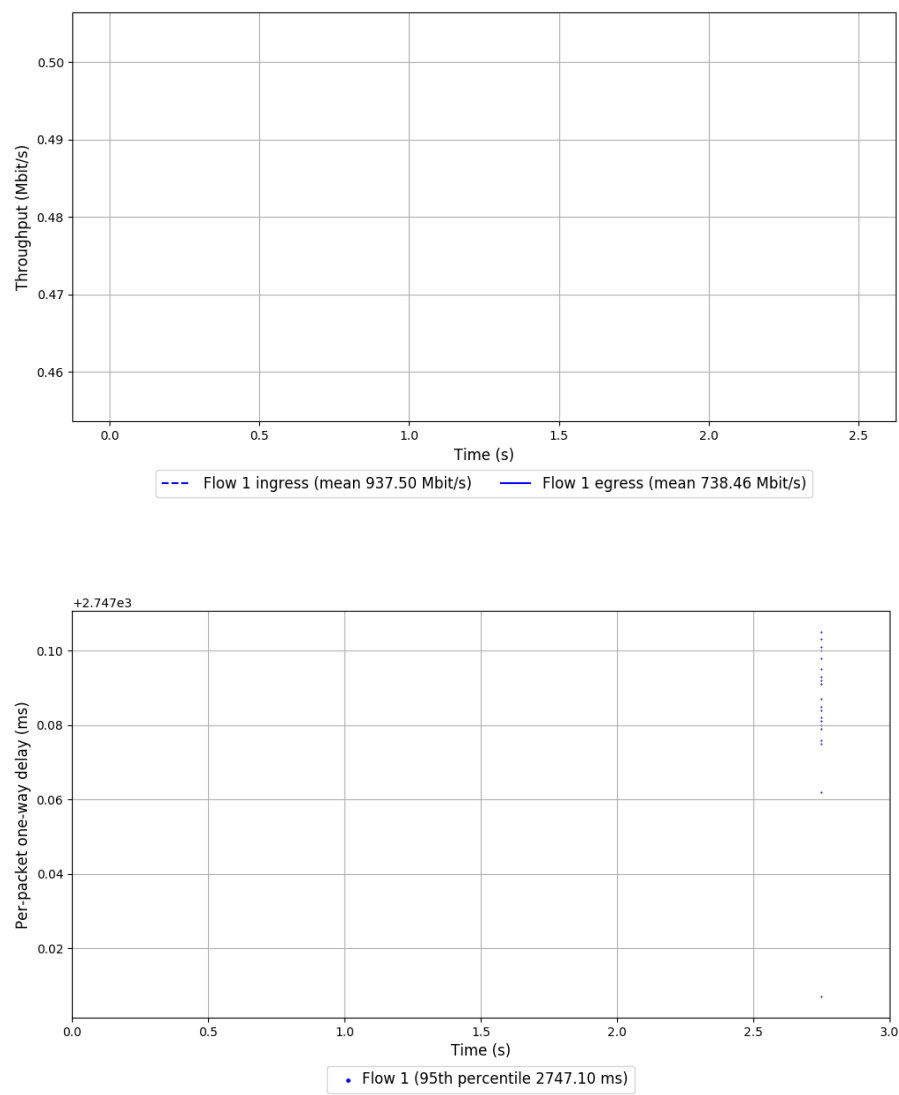 0.50
0.49
0.48
0.47
0.46
Throughput (Mbit/s)
0.0 0.5 1.0 1.5 2.0 2.5
Time (s)
Flow 1 ingress (mean 937.50 Mbit/s) Flow 1 egress (mean 738.46 Mbit/s)
+2.747e3
0.10
0.08
0.06
0.04
0.02
Per-packet one-way delay (ms)
0.0 0.5 1.0 1.5 2.0 2.5 3.0
Time (s)
Flow 1 (95th percentile 2747.10 ms)